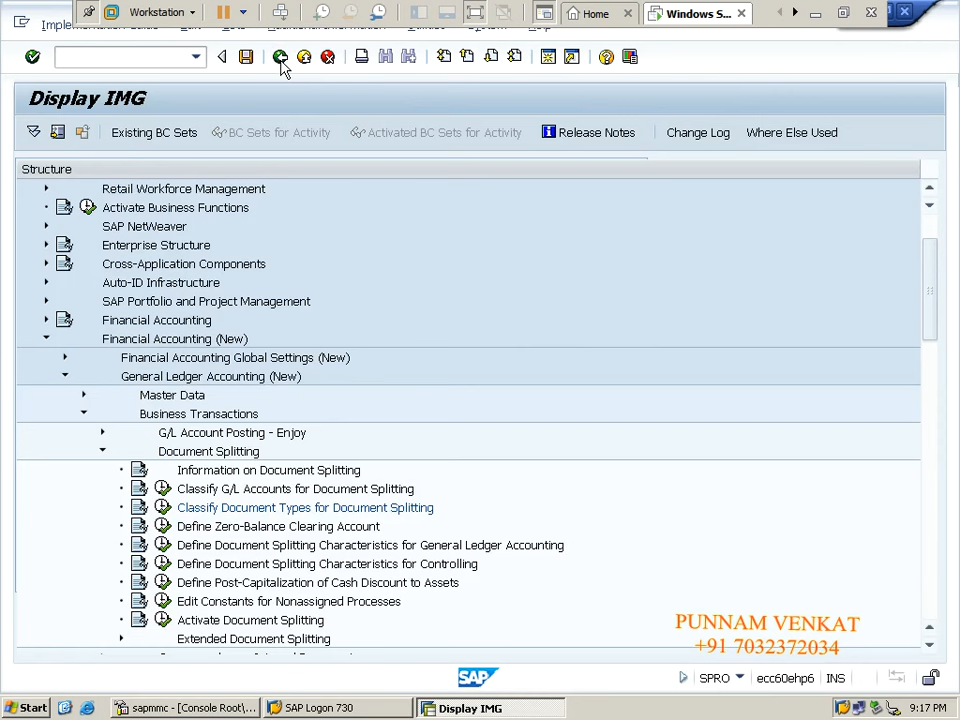 Workstation
Home
Windows S...
Display IMG
Existing BC Sets
BC Sets for Activity
Activated BC Sets for Activity
Release Notes
Change Log
Where Else Used
Structure
Retail Workforce Management
Activate Business Functions
SAP NetWeaver
Enterprise Structure
Cross-Application Components
Auto-ID Infrastructure
SAP Portfolio and Project Management
Financial Accounting
Financial Accounting (New)
Financial Accounting Global Settings (New)
General Ledger Accounting (New)
Master Data
Business Transactions
G/L Account Posting - Enjoy
Document Splitting
Information on Document Splitting
Classify G/L Accounts for Document Splitting
Classify Document Types for Document Splitting
Define Zero-Balance Clearing Account
Define Document Splitting Characteristics for General Ledger Accounting
Define Document Splitting Characteristics for Controlling
Define Post-Capitalization of Cash Discount to Assets
Edit Constants for Nonassigned Processes
Activate Document Splitting
Extended Document Splitting
PUNNAM VENKAT
+91 7032372034
SAP
SPRO
ecc60ehp6
INS
Start
sapmmc - [Console Root\...
SAP Logon 730
Display IMG
9:17 PM